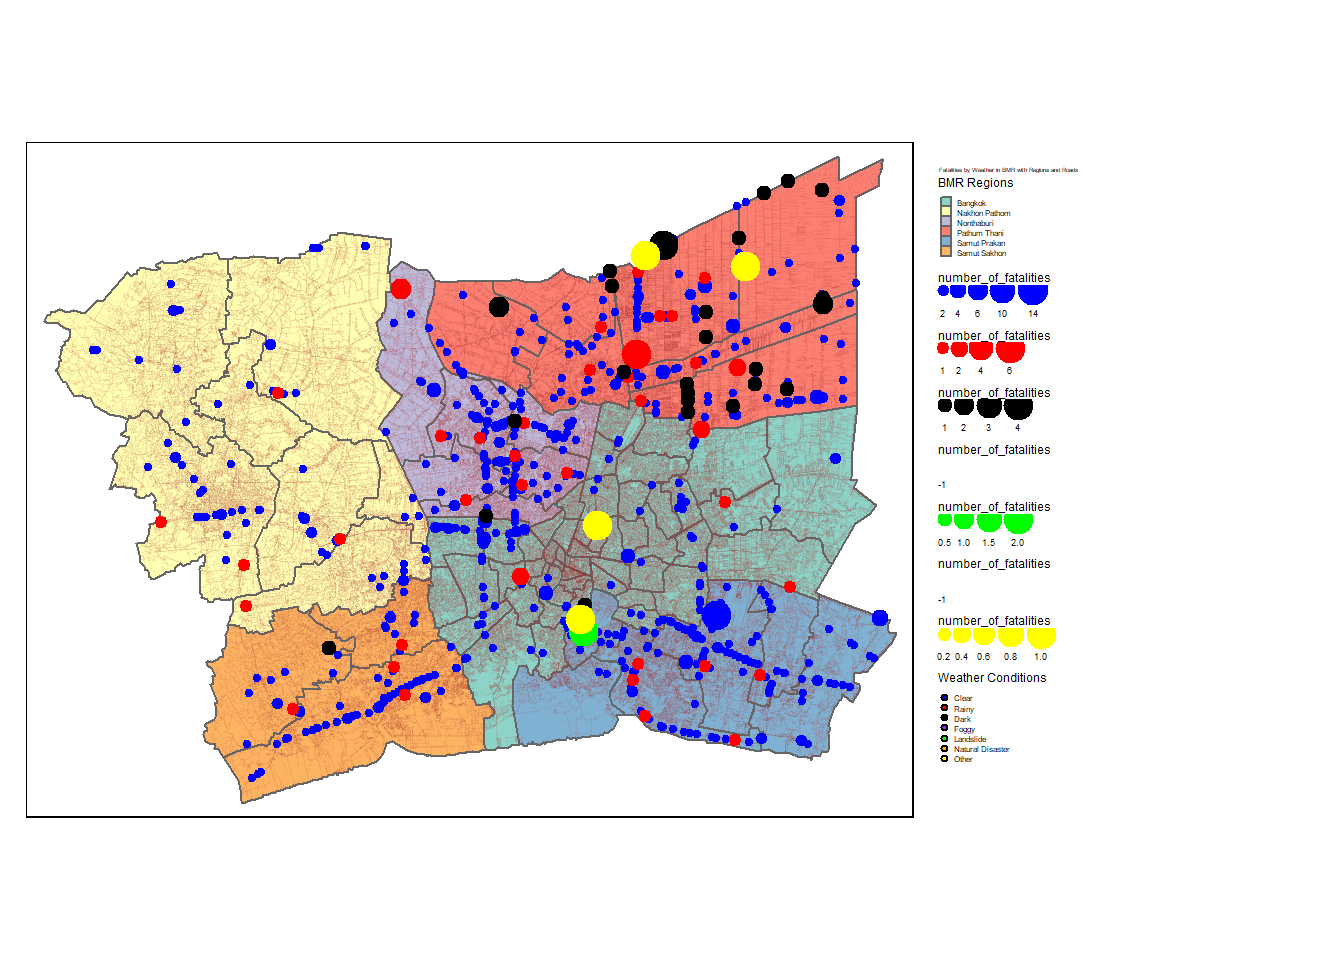 Fatalities by Weather in BMR with Regions and Roads
BMR Regions
Bangkok
Nakhon Pathom
Nonthaburi
Pathum Thani
Samut Prakan
Samut Sakhon
number_of_fatalities
2 4 6 10 14
number_of_fatalities
1 2 4 6
number_of_fatalities
1 2 3 4
number_of_fatalities
-1
number_of_fatalities
0.5 1.0 1.5 2.0
number_of_fatalities
-1
number_of_fatalities
0.2 0.4 0.6 0.8 1.0
Weather Conditions
Clear
Rainy
Dark
Foggy
Landslide
Natural Disaster
Other